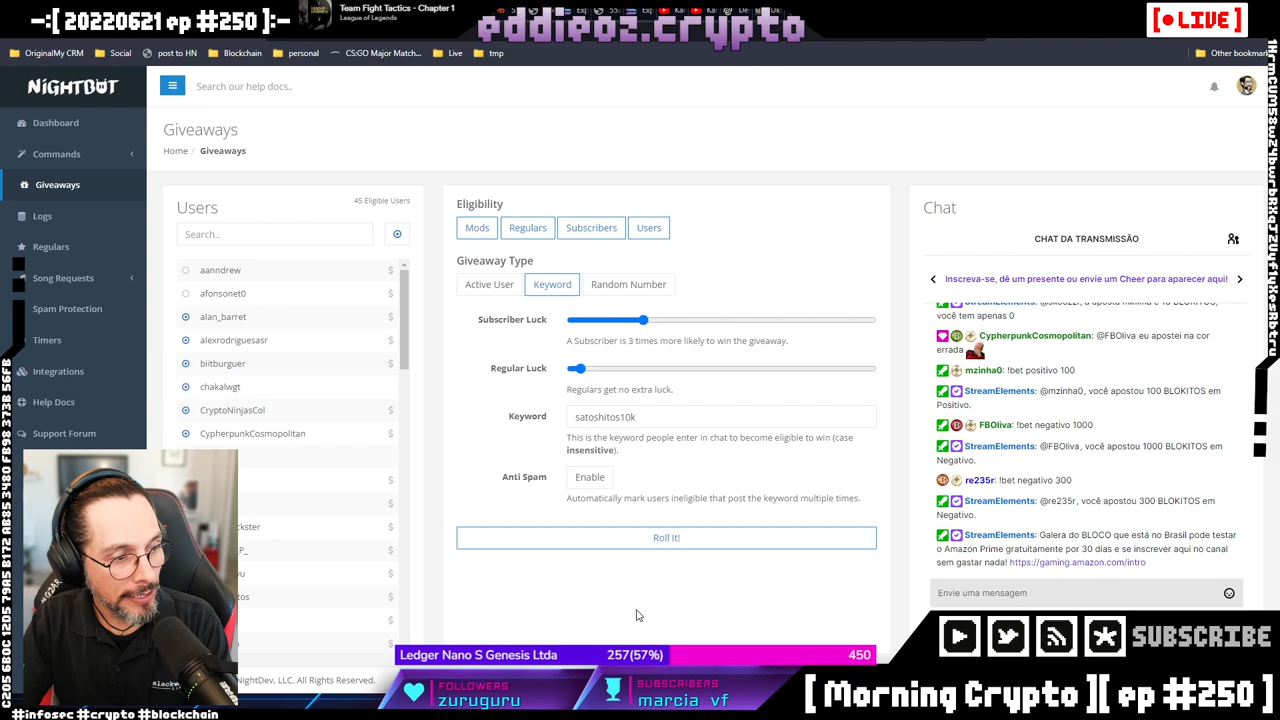 —:[ 20220621 ep #250 ]:—
Team Fight Tactics - Chapter 1
League of Legends
eddieoz.crypto
[ ● LIVE ]
OriginalMy CRM
Social
post to HN
Blockchain
personal
CS:GO Major Match...
Live
tmp
Other bookmar
NiGHTBOT
Search our help docs..
Dashboard
Commands
Giveaways
Logs
Regulars
Song Requests
Spam Protection
Timers
Integrations
Help Docs
Support Forum
Giveaways
Home / Giveaways
Users
45 Eligible Users
Search..
aanndrew $
afonsonet0 $
alan_barret $
alexrodriguesasr $
biitburguer $
chakalwgt $
CryptoNinjasCol $
CypherpunkCosmopolitan $
ckster $
Eligibility
Mods
Regulars
Subscribers
Users
Giveaway Type
Active User
Keyword
Random Number
Subscriber Luck
A Subscriber is 3 times more likely to win the giveaway.
Regular Luck
Regulars get no extra luck.
Keyword
satoshitos10k
This is the keyword people enter in chat to become eligible to win (case
insensitive).
Anti Spam
Enable
Automatically mark users ineligible that post the keyword multiple times.
Roll It!
Chat
CHAT DA TRANSMISSÃO
Inscreva-se, dê um presente ou envie um Cheer para aparecer aqui!
você tem apenas 0
CypherpunkCosmopolitan: @FBOliva eu apostei na cor
errada
mzinha0: !bet positivo 100
StreamElements: @mzinha0, você apostou 100 BLOKITOS em
Positivo.
FBOliva: !bet negativo 1000
StreamElements: @FBOliva, você apostou 1000 BLOKITOS em
Negativo.
re235r: !bet negativo 300
StreamElements: @re235r, você apostou 300 BLOKITOS em
Negativo.
StreamElements: Galera do BLOCO que está no Brasil pode testar
o Amazon Prime gratuitamente por 30 dias e se inscrever aqui no canal
sem gastar nada! https://gaming.amazon.com/intro
Envie uma mensagem
Ledger Nano S Genesis Ltda 257(57%) 450
FOLLOWERS
zuruguru
SUBSCRIBERS
marcia_vf
SUBSCRIBE
[ Morning Crypto ][ ep #250 ]
NightDev, LLC. All Rights Reserved.
#infosec #crypto #blockchain